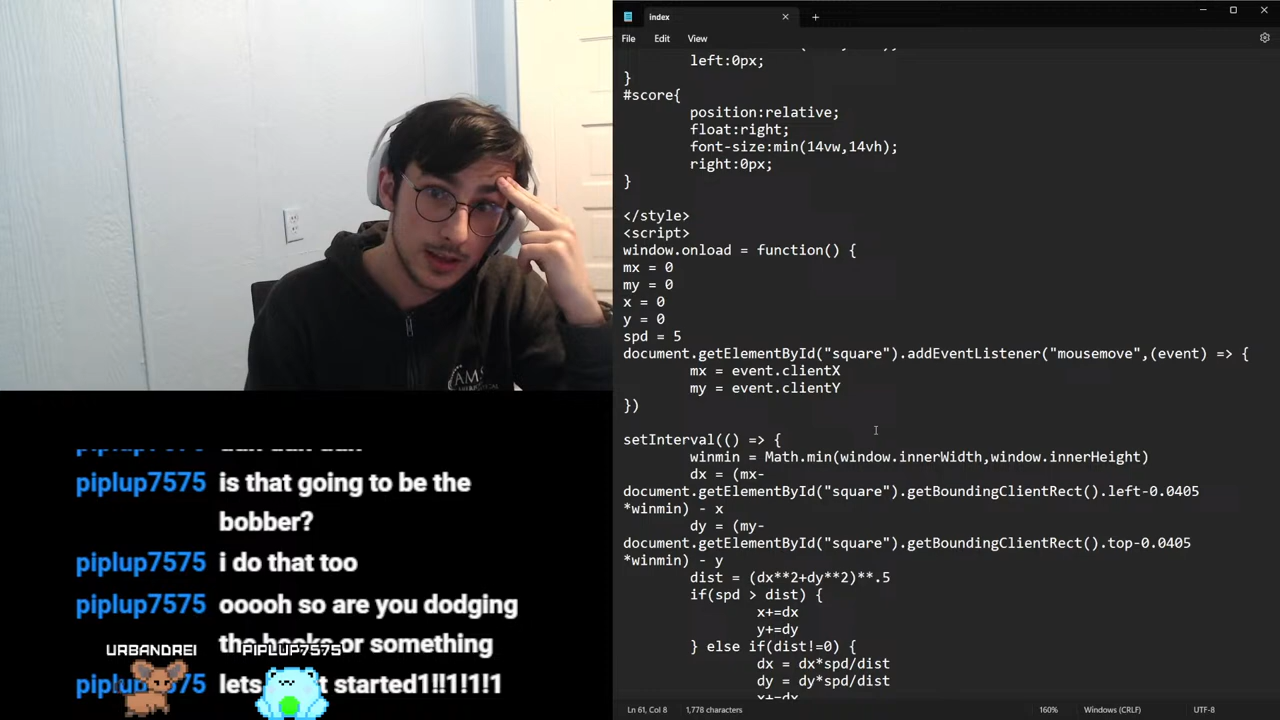 index
File
Edit
View
left:0px;
}
#score{
position:relative;
float:right;
font-size:min(14vw,14vh);
right:0px;
}
</style>
<script>
window.onload = function() {
mx = 0
my = 0
x = 0
y = 0
spd = 5
document.getElementById("square").addEventListener("mousemove",(event) => {
mx = event.clientX
my = event.clientY
})
setInterval(() => {
winmin = Math.min(window.innerWidth,window.innerHeight)
dx = (mx-
document.getElementById("square").getBoundingClientRect().left-0.0405
*winmin) - x
dy = (my-
document.getElementById("square").getBoundingClientRect().top-0.0405
*winmin) - y
dist = (dx**2+dy**2)**.5
if(spd > dist) {
x+=dx
y+=dy
} else if(dist!=0) {
dx = dx*spd/dist
dy = dy*spd/dist
x+=dx
Ln 61, Col 8
1,778 characters
160%
Windows (CRLF)
UTF-8
AMS
piplup7575
piplup7575 is that going to be the
bobber?
piplup7575 i do that too
piplup7575 ooooh so are you dodging
the hooks or something
URBANDREI
PIPLUP7575
started1!!1!1!1